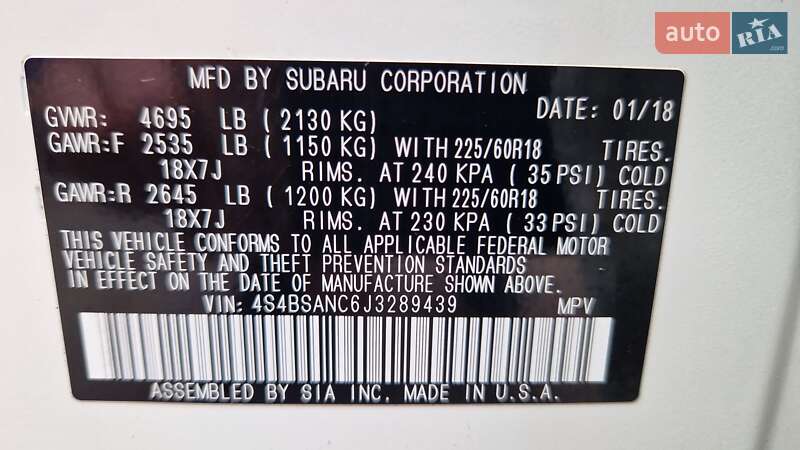 auto RIA.com
MFD BY SUBARU CORPORATION
GVWR: 4695 LB (2130 KG) DATE: 01/18
GAWR:F 2535 LB (1150 KG) WITH 225/60R18 TIRES.
18X7J RIMS. AT 240 KPA (35 PSI) COLD
GAWR:R 2645 LB (1200 KG) WITH 225/60R18 TIRES.
18X7J RIMS. AT 230 KPA (33 PSI) COLD
THIS VEHICLE CONFORMS TO ALL APPLICABLE FEDERAL MOTOR
VEHICLE SAFETY AND THEFT PREVENTION STANDARDS
IN EFFECT ON THE DATE OF MANUFACTURE SHOWN ABOVE.
VIN: 4S4BSANC6J3289439 MPV
ASSEMBLED BY SIA INC. MADE IN U.S.A.